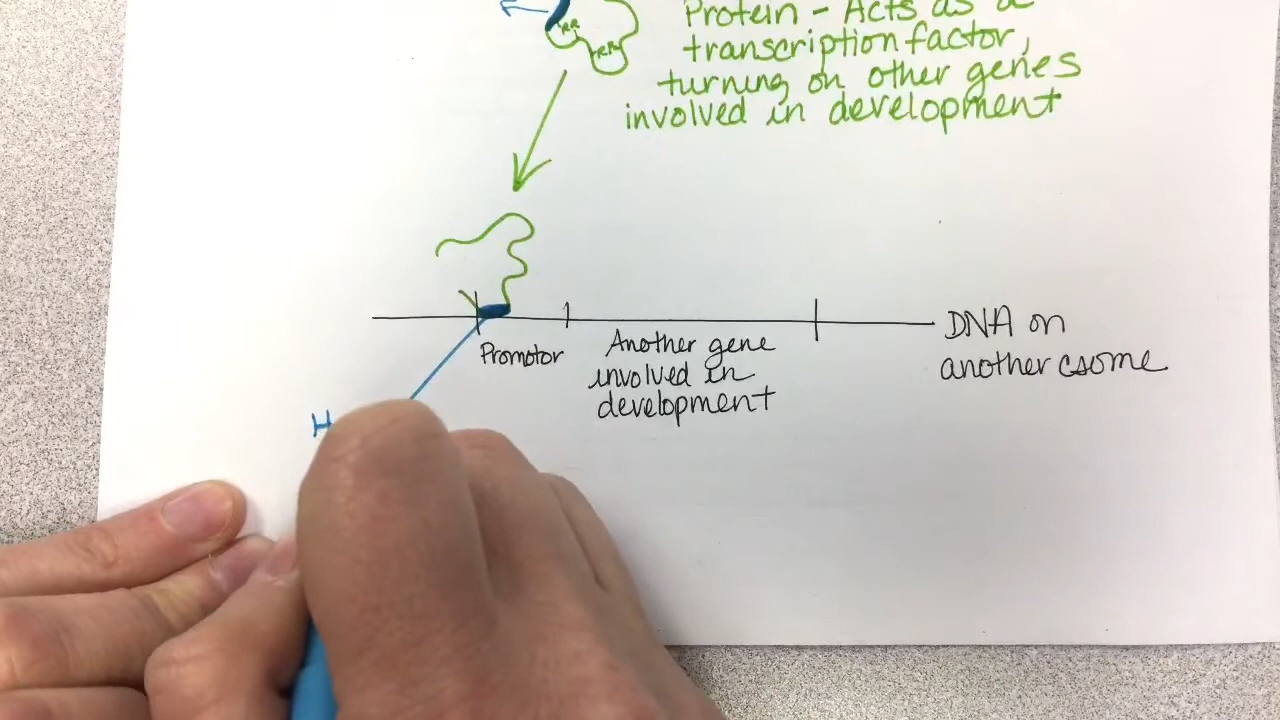 Protein - Acts as a
transcription factor,
turning on other genes
involved in development
Promotor
Another gene
involved in
development
DNA on
another csome
H